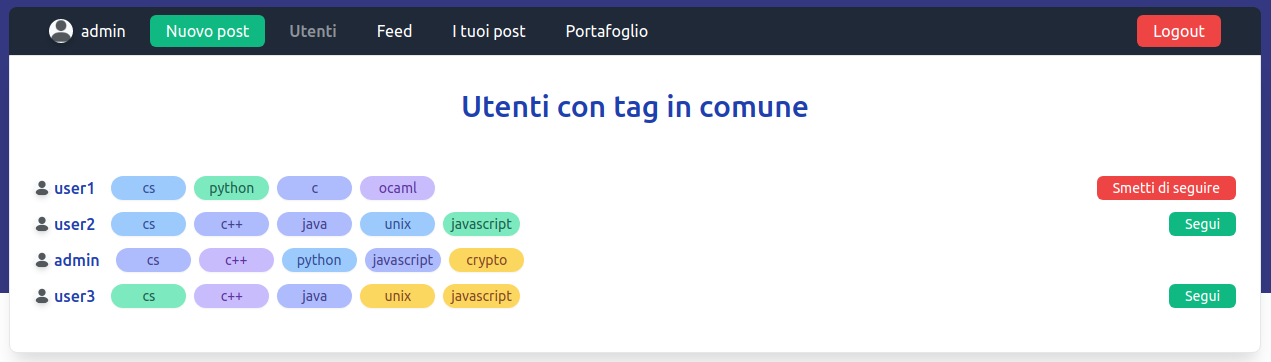 admin Nuovo post Utenti Feed I tuoi post Portafoglio Logout
Utenti con tag in comune
user1 cs python c ocaml Smetti di seguire
user2 cs c++ java unix javascript Segui
admin cs c++ python javascript crypto
user3 cs c++ java unix javascript Segui